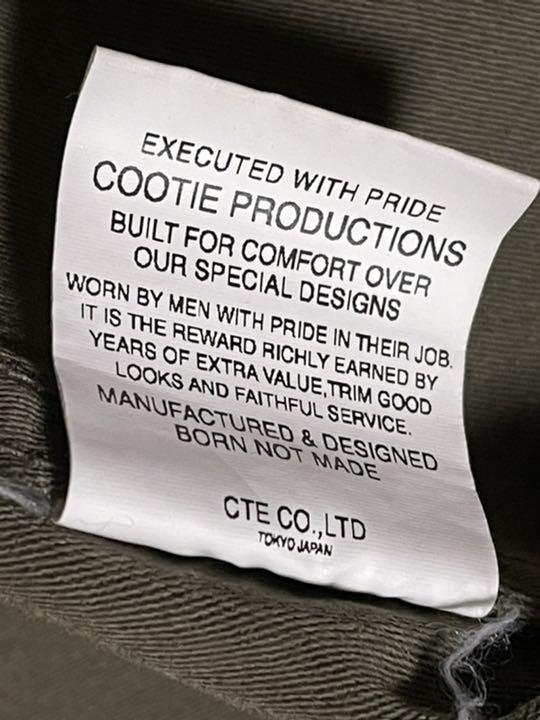 EXECUTED WITH PRIDE
COOTIE PRODUCTIONS
BUILT FOR COMFORT OVER
OUR SPECIAL DESIGNS
WORN BY MEN WITH PRIDE IN THEIR JOB.
IT IS THE REWARD RICHLY EARNED BY
YEARS OF EXTRA VALUE,TRIM GOOD
LOOKS AND FAITHFUL SERVICE.
MANUFACTURED & DESIGNED
BORN NOT MADE
CTE CO.,LTD
TOKYO JAPAN